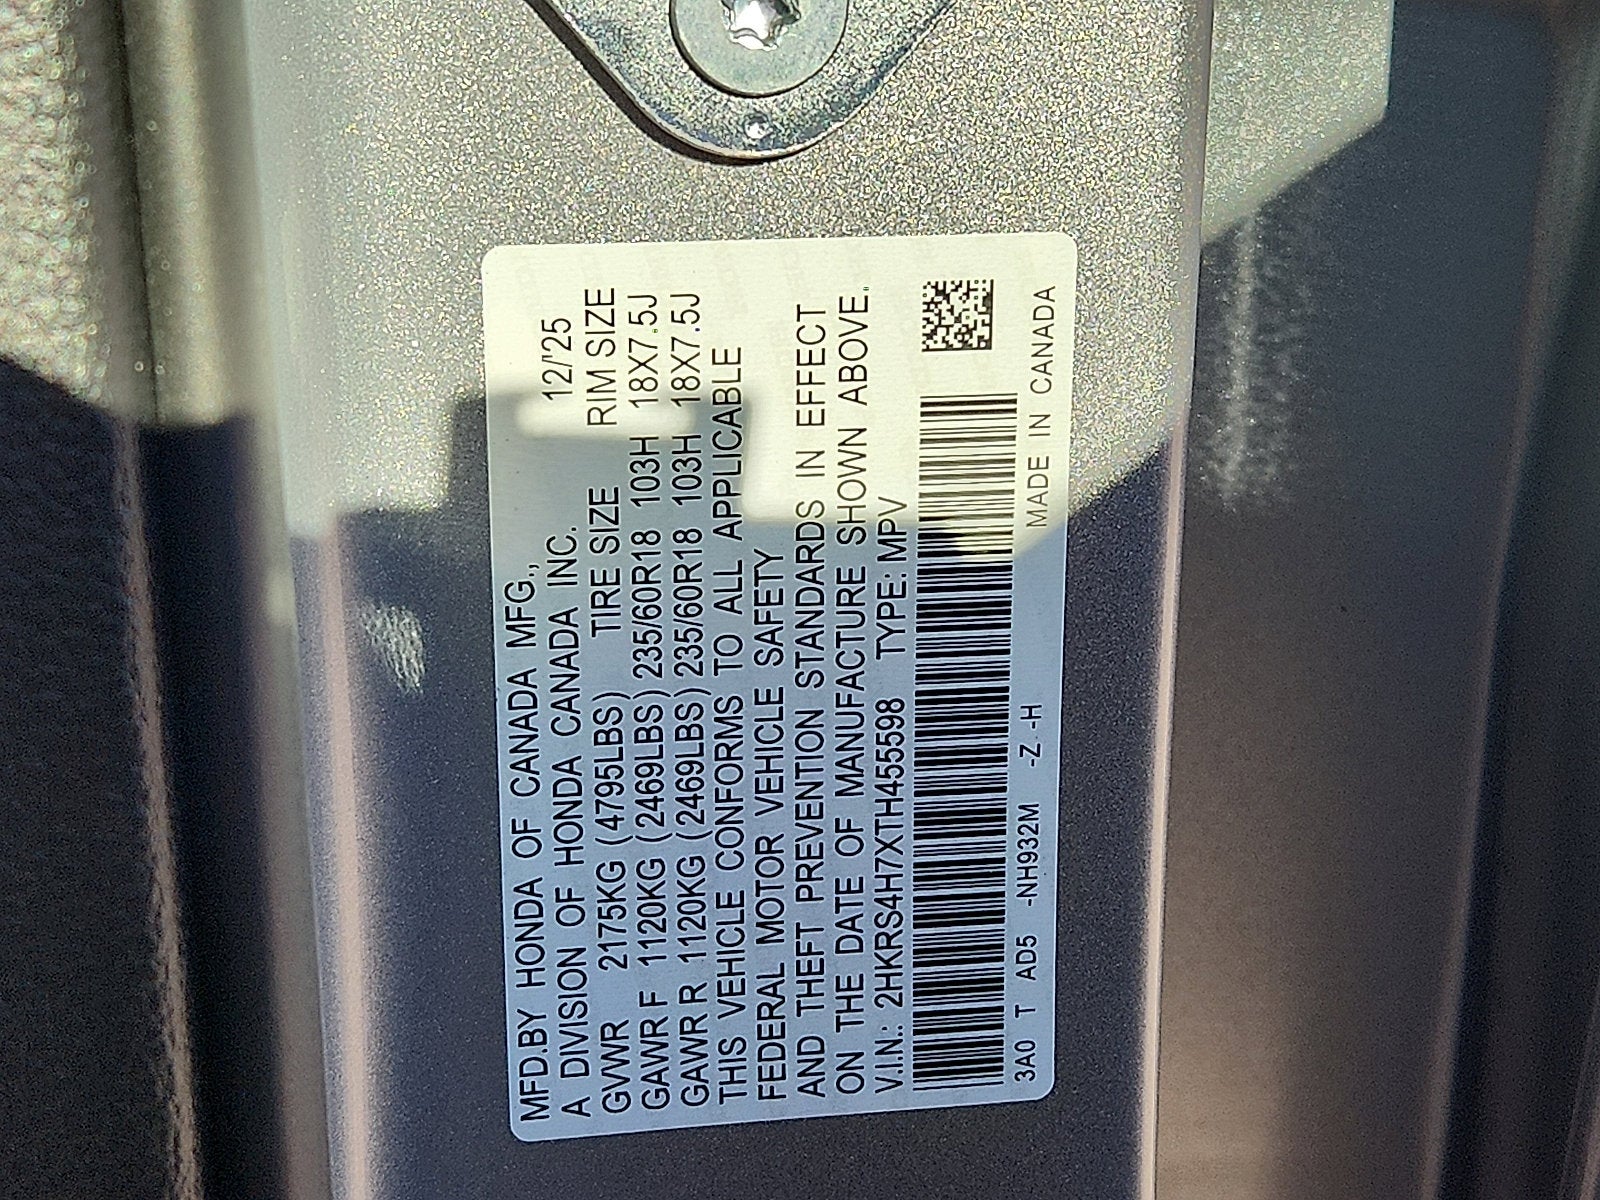 MFD.BY HONDA OF CANADA MFG., 12/'25
A DIVISION OF HONDA CANADA INC.
GVWR 2175KG (4795LBS) TIRE SIZE RIM SIZE
GAWR F 1120KG (2469LBS) 235/60R18 103H 18X7.5J
GAWR R 1120KG (2469LBS) 235/60R18 103H 18X7.5J
THIS VEHICLE CONFORMS TO ALL APPLICABLE
FEDERAL MOTOR VEHICLE SAFETY
AND THEFT PREVENTION STANDARDS IN EFFECT
ON THE DATE OF MANUFACTURE SHOWN ABOVE.
V.I.N.: 2HKRS4H7XTH455598 TYPE: MPV
3A0 T AD5 -NH932M -Z -H MADE IN CANADA